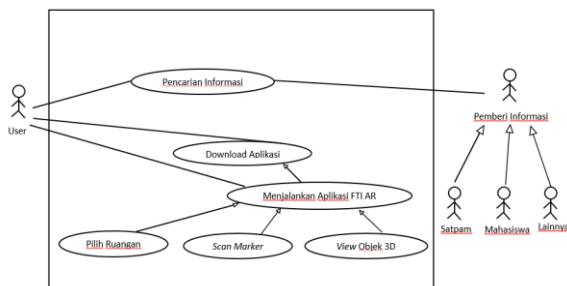 Pencarian Informasi
User
Pemberi Informasi
Download Aplikasi
Menjalankan Aplikasi FTI AR
Satpam
Mahasiswa
Lainnya
Pilih Ruangan
Scan Marker
View Objek 3D